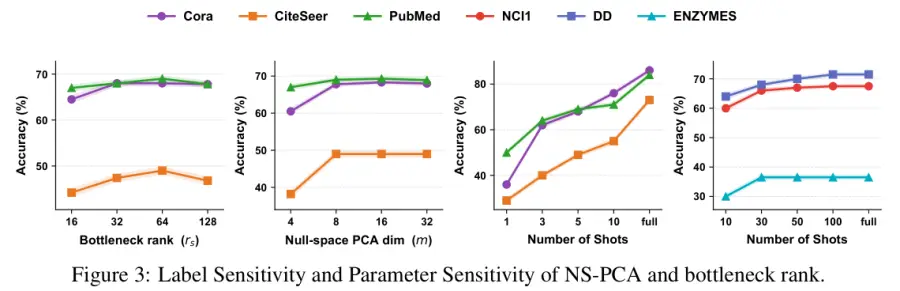 Cora CiteSeer PubMed NCI1 DD ENZYMES
Accuracy (%)
70
60
50
16 32 64 128
Bottleneck rank (r_s)
Accuracy (%)
70
60
50
40
4 8 16 32
Null-space PCA dim (m)
Accuracy (%)
80
60
40
1 3 5 10 full
Number of Shots
Accuracy (%)
70
60
50
40
30
10 30 50 100 full
Number of Shots
Figure 3: Label Sensitivity and Parameter Sensitivity of NS-PCA and bottleneck rank.